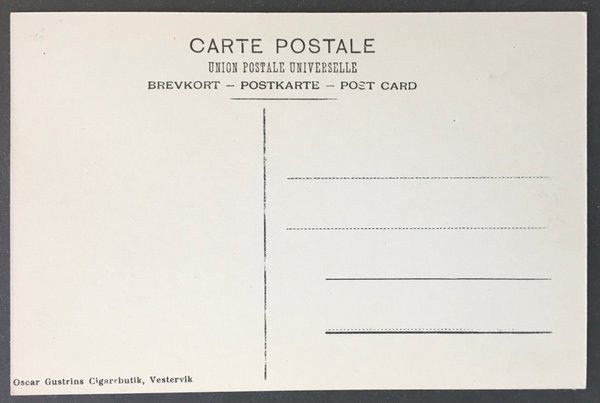 CARTE POSTALE
UNION POSTALE UNIVERSELLE
BREVKORT – POSTKARTE – POST CARD
Oscar Gustrins Cigarrbutik, Vestervik